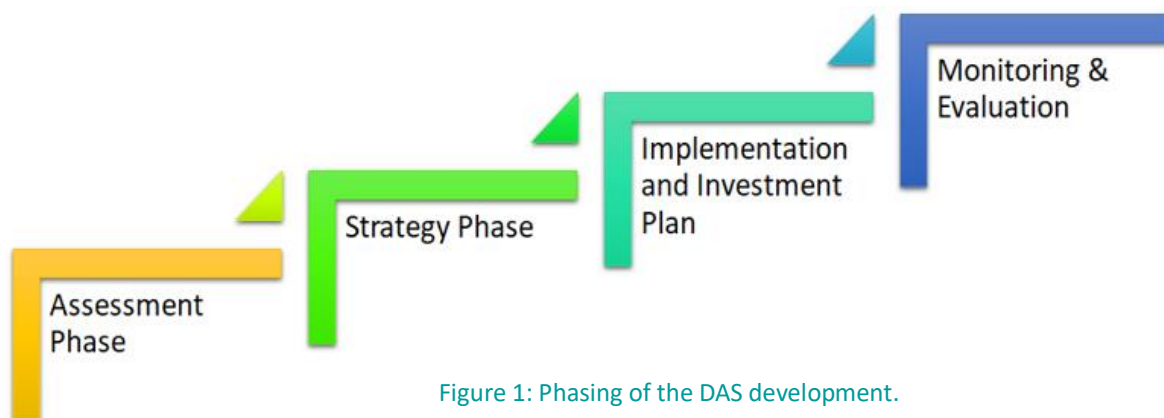 Assessment
Phase
Strategy Phase
Implementation
and Investment
Plan
Monitoring &
Evaluation
Figure 1: Phasing of the DAS development.